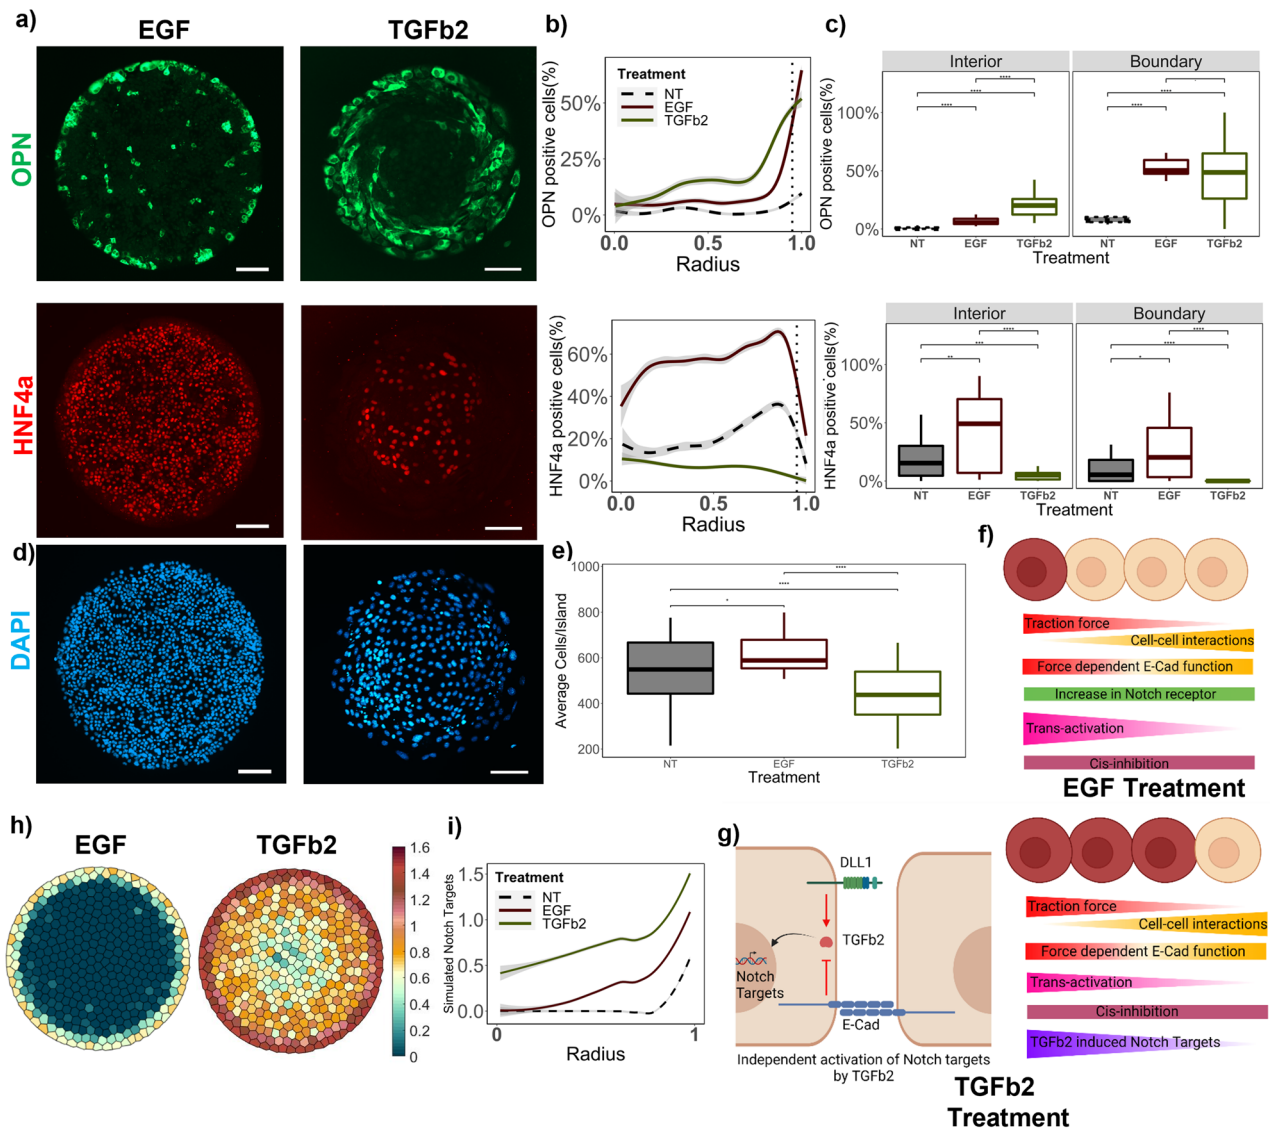 a)
EGF
TGFb2
OPN
HNF4a
b)
OPN positive cells(%)
50%
25%
0%
Treatment
NT
EGF
TGFb2
0.0
0.5
1.0
Radius
HNF4a positive cells(%)
60%
40%
20%
0%
0.0
0.5
1.0
Radius
c)
OPN positive cells(%)
Interior
Boundary
100%
50%
0%
****
****
****
****
****
NT
EGF
TGFb2
NT
EGF
TGFb2
Treatment
HNF4a positive cells(%)
Interior
Boundary
100%
50%
0%
****
***
**
****
****
*
NT
EGF
TGFb2
NT
EGF
TGFb2
Treatment
d)
DAPI
e)
Average Cells/Island
1000
800
600
400
200
****
****
*
NT
EGF
TGFb2
Treatment
f)
Traction force
Cell-cell interactions
Force dependent E-Cad function
Increase in Notch receptor
Trans-activation
Cis-inhibition
EGF Treatment
h)
EGF
TGFb2
1.6
1.4
1.2
1
0.8
0.6
0.4
0.2
0
i)
Simulated Notch Targets
1.5
1.0
0.5
0.0
Treatment
NT
EGF
TGFb2
0
1
Radius
g)
DLL1
TGFb2
Notch
Targets
E-Cad
Independent activation of Notch targets
by TGFb2
Traction force
Cell-cell interactions
Force dependent E-Cad function
Trans-activation
Cis-inhibition
TGFb2 induced Notch Targets
TGFb2
Treatment